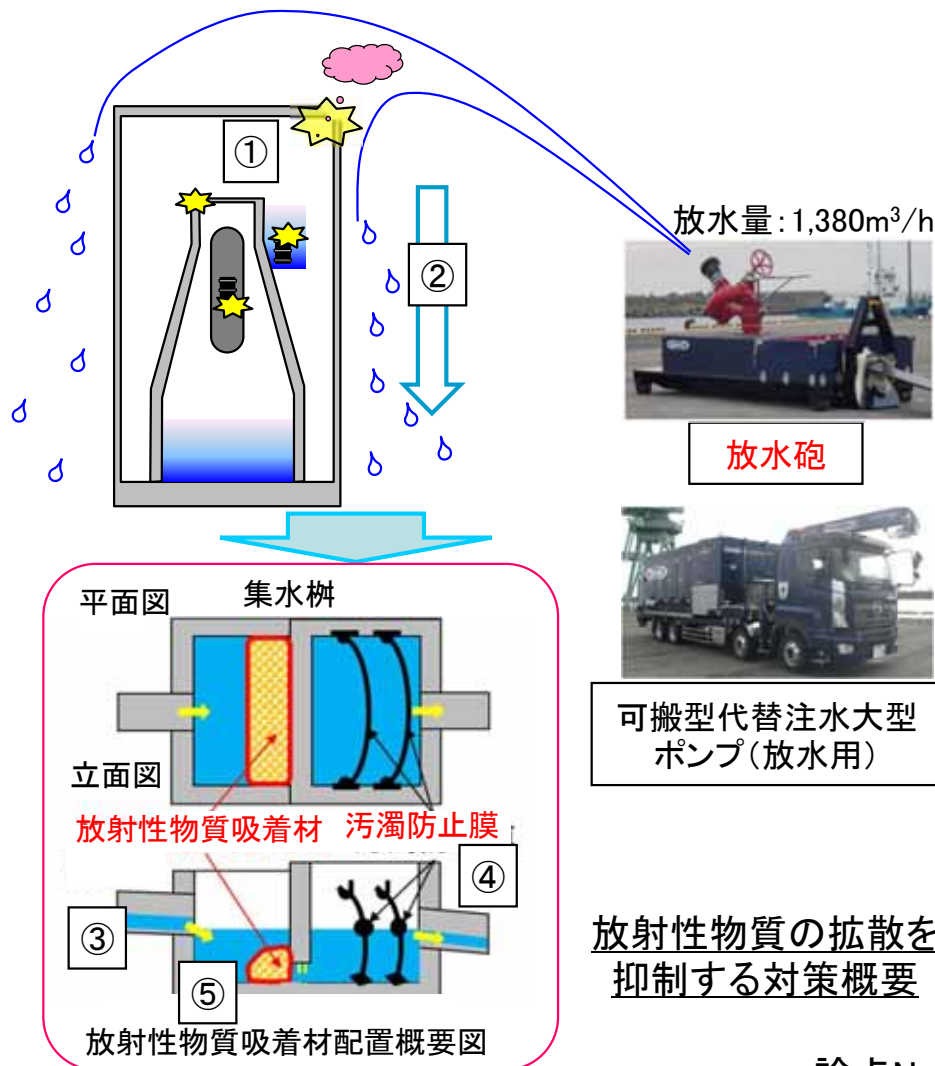 ①
②
放水量：1,380m³/h
放水砲
可搬型代替注水大型
ポンプ（放水用）
平面図
集水桝
立面図
放射性物質吸着材
汚濁防止膜
③
④
⑤
放射性物質吸着材配置概要図
放射性物質の拡散を
抑制する対策概要